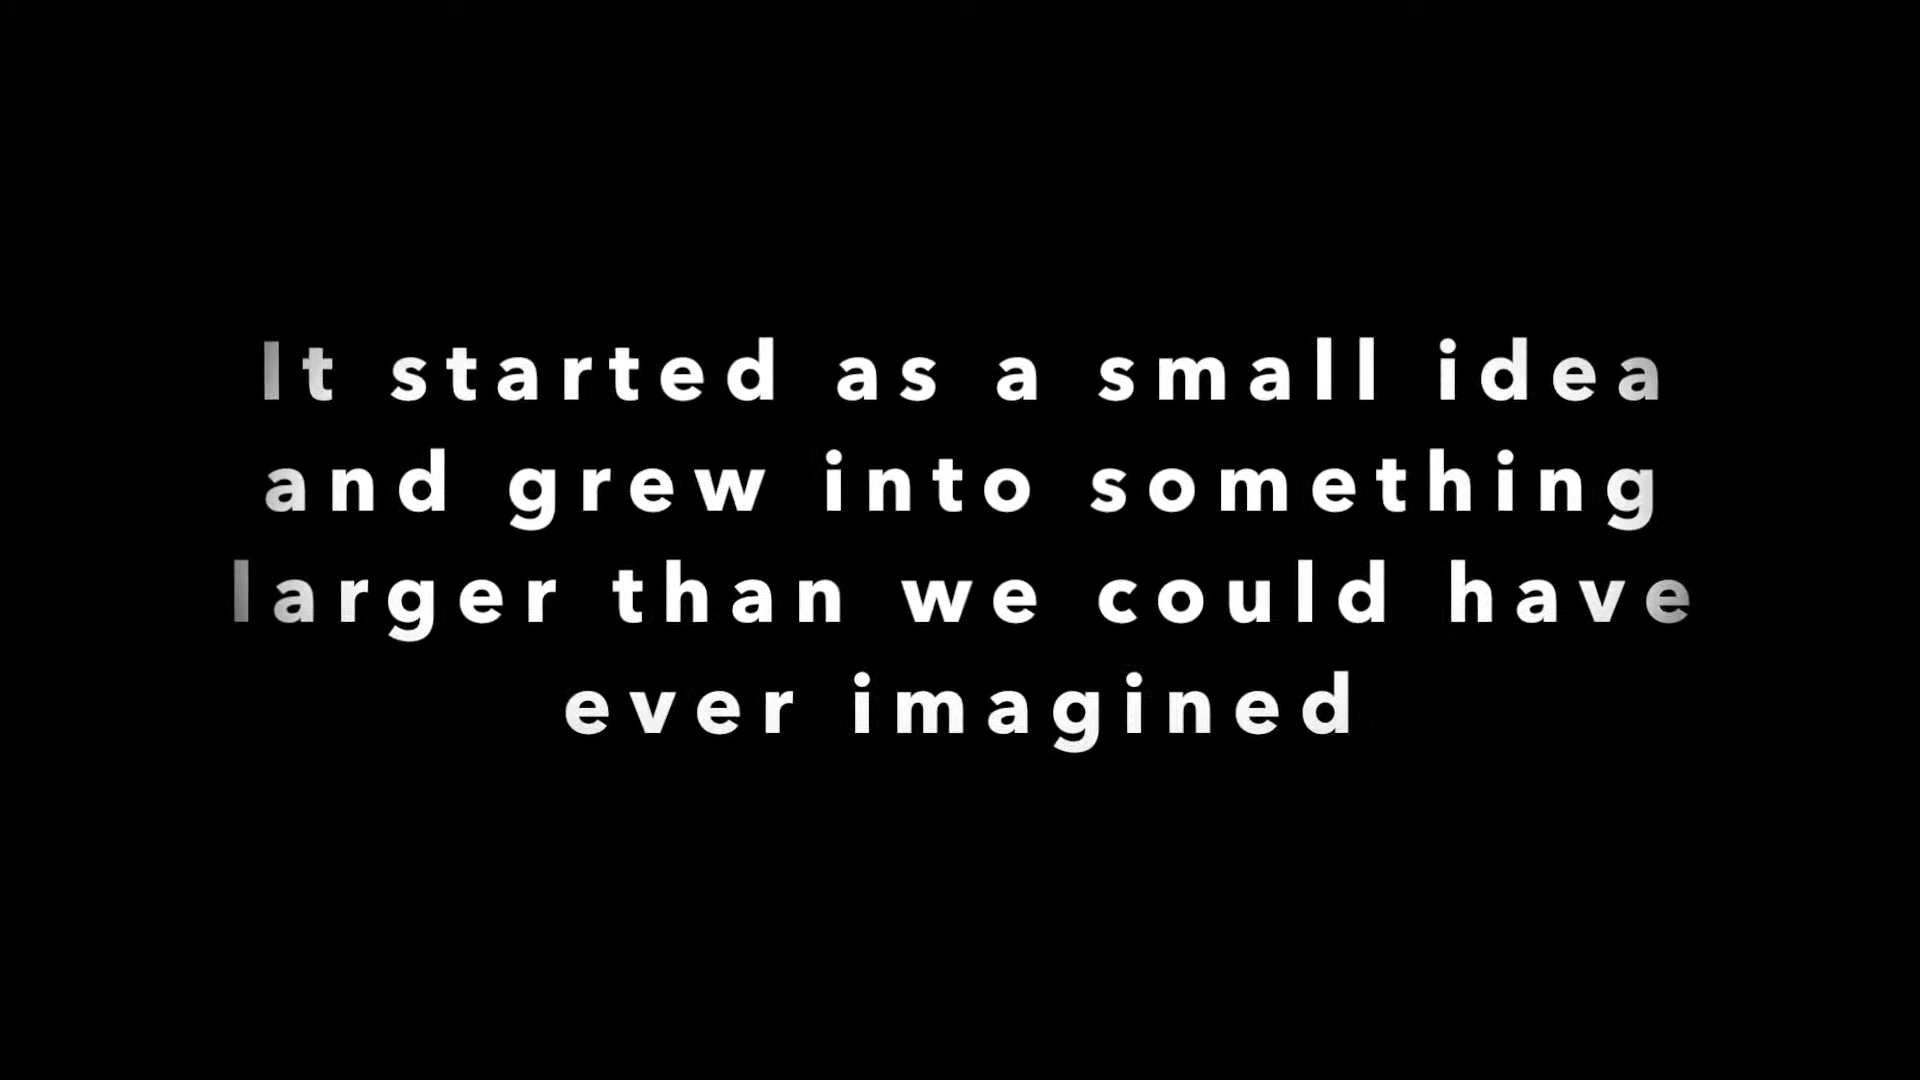 It started as a small idea
and grew into something
larger than we could have
ever imagined